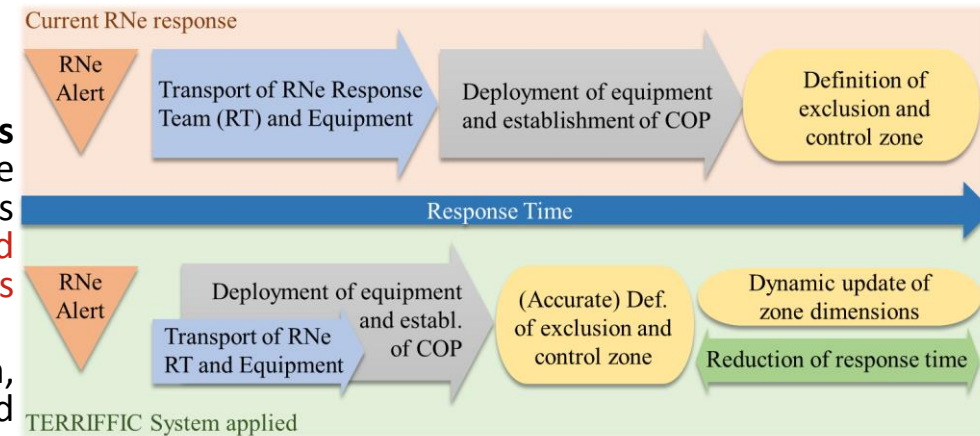 Current RNe response
RNe
Alert
Transport of RNe Response
Team (RT) and Equipment
Deployment of equipment
and establishment of COP
Definition of
exclusion and
control zone
s
e
s
d
s
,
d
Response Time
RNe
Alert
Deployment of equipment
and establ.
of COP
Transport of RNe
RT and Equipment
(Accurate) Def.
of exclusion and
control zone
Dynamic update of
zone dimensions
Reduction of response time
TERRIFFIC System applied